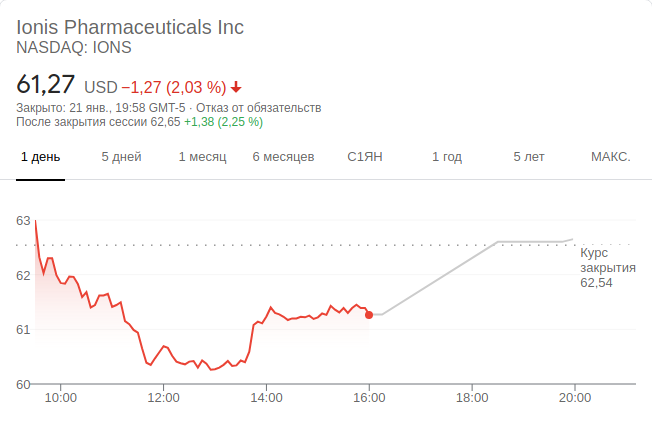 Ionis Pharmaceuticals Inc
NASDAQ: IONS
61,27 USD −1,27 (2,03 %)
Закрыто: 21 янв., 19:58 GMT-5 · Отказ от обязательств
После закрытия сессии 62,65 +1,38 (2,25 %)
1 день 5 дней 1 месяц 6 месяцев С1ЯН 1 год 5 лет МАКС.
63
Курс
закрытия
62,54
62
61
60
10:00 12:00 14:00 16:00 18:00 20:00